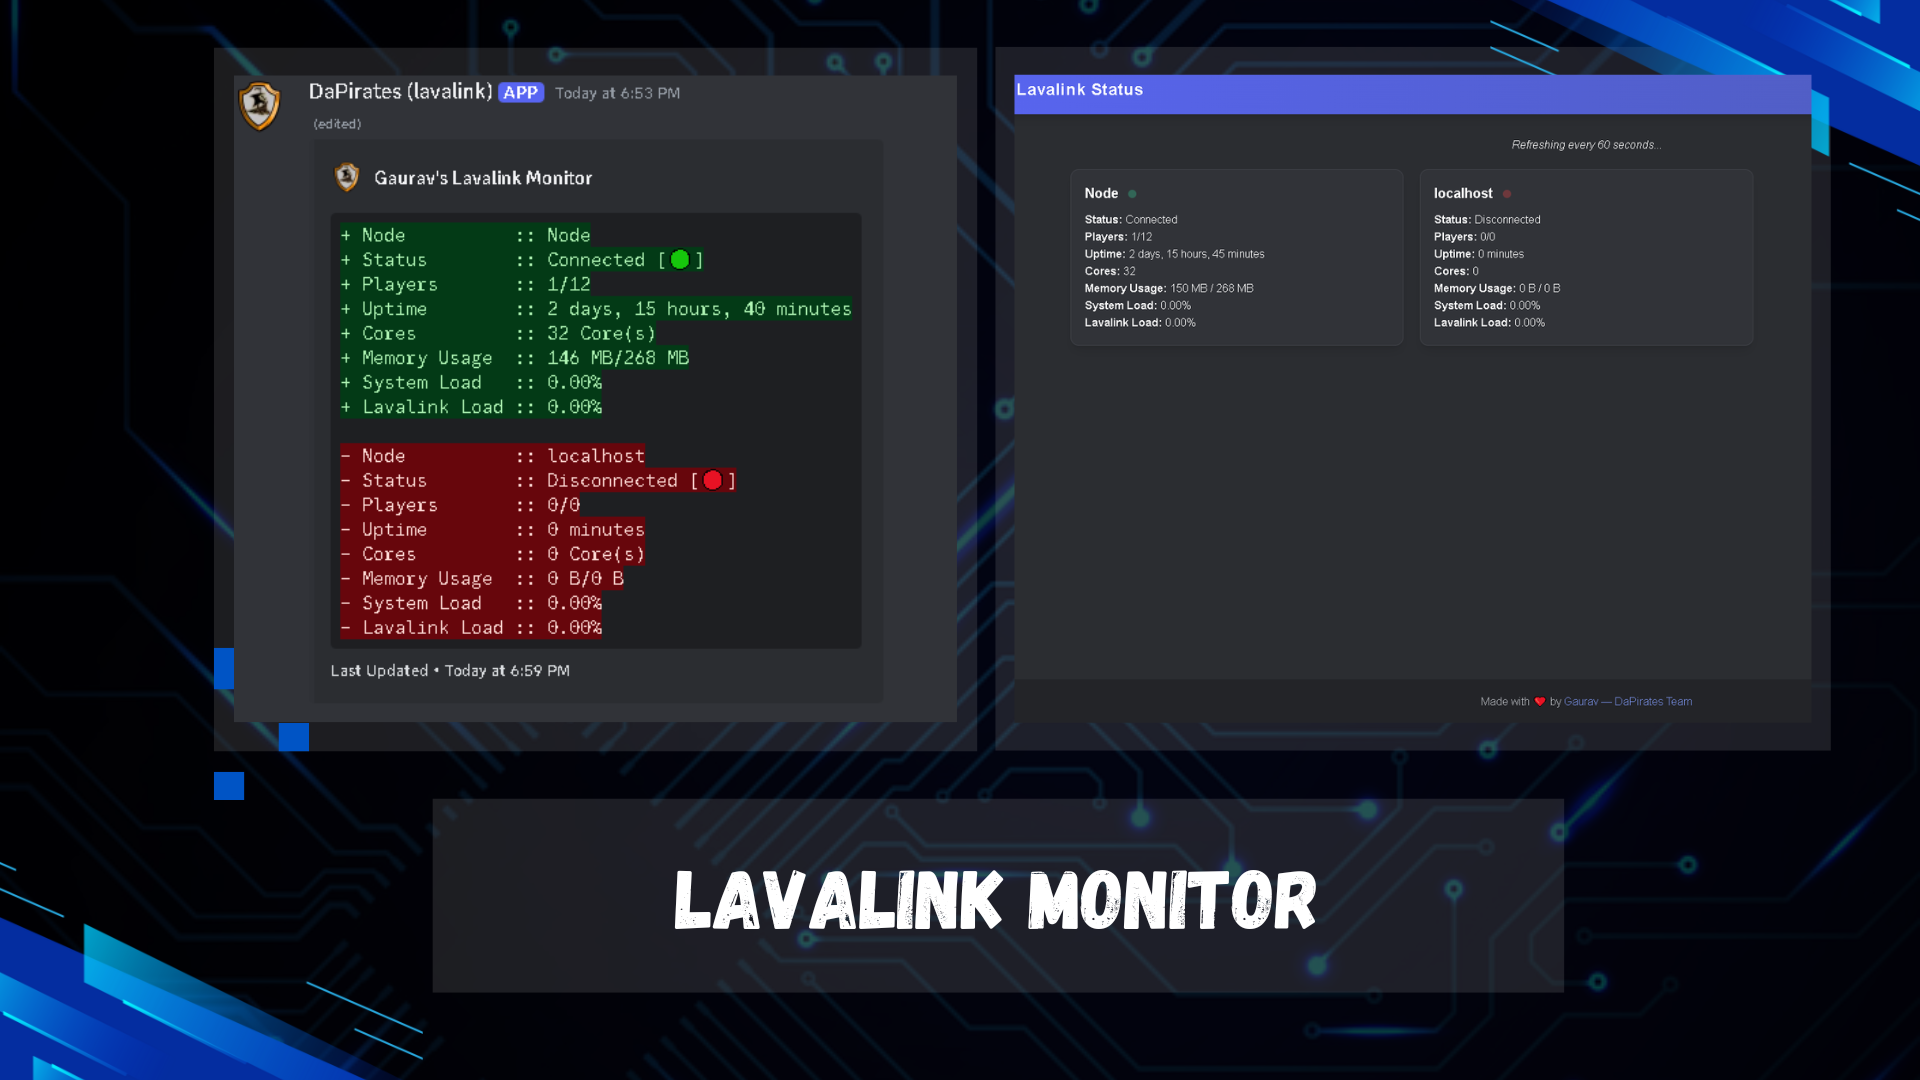 DaPirates (lavalink) APP Today at 6:53 PM
(edited)
Gaurav's Lavalink Monitor
+ Node :: Node
+ Status :: Connected [🟢]
+ Players :: 1/12
+ Uptime :: 2 days, 15 hours, 40 minutes
+ Cores :: 32 Core(s)
+ Memory Usage :: 146 MB/268 MB
+ System Load :: 0.00%
+ Lavalink Load :: 0.00%
- Node :: localhost
- Status :: Disconnected [🔴]
- Players :: 0/0
- Uptime :: 0 minutes
- Cores :: 0 Core(s)
- Memory Usage :: 0 B/0 B
- System Load :: 0.00%
- Lavalink Load :: 0.00%
Last Updated • Today at 6:59 PM
Lavalink Status
Refreshing every 60 seconds...
Node
Status: Connected
Players: 1/12
Uptime: 2 days, 15 hours, 45 minutes
Cores: 32
Memory Usage: 150 MB / 268 MB
System Load: 0.00%
Lavalink Load: 0.00%
localhost
Status: Disconnected
Players: 0/0
Uptime: 0 minutes
Cores: 0
Memory Usage: 0 B / 0 B
System Load: 0.00%
Lavalink Load: 0.00%
Made with ❤️ by Gaurav — DaPirates Team
LAVALINK MONITOR